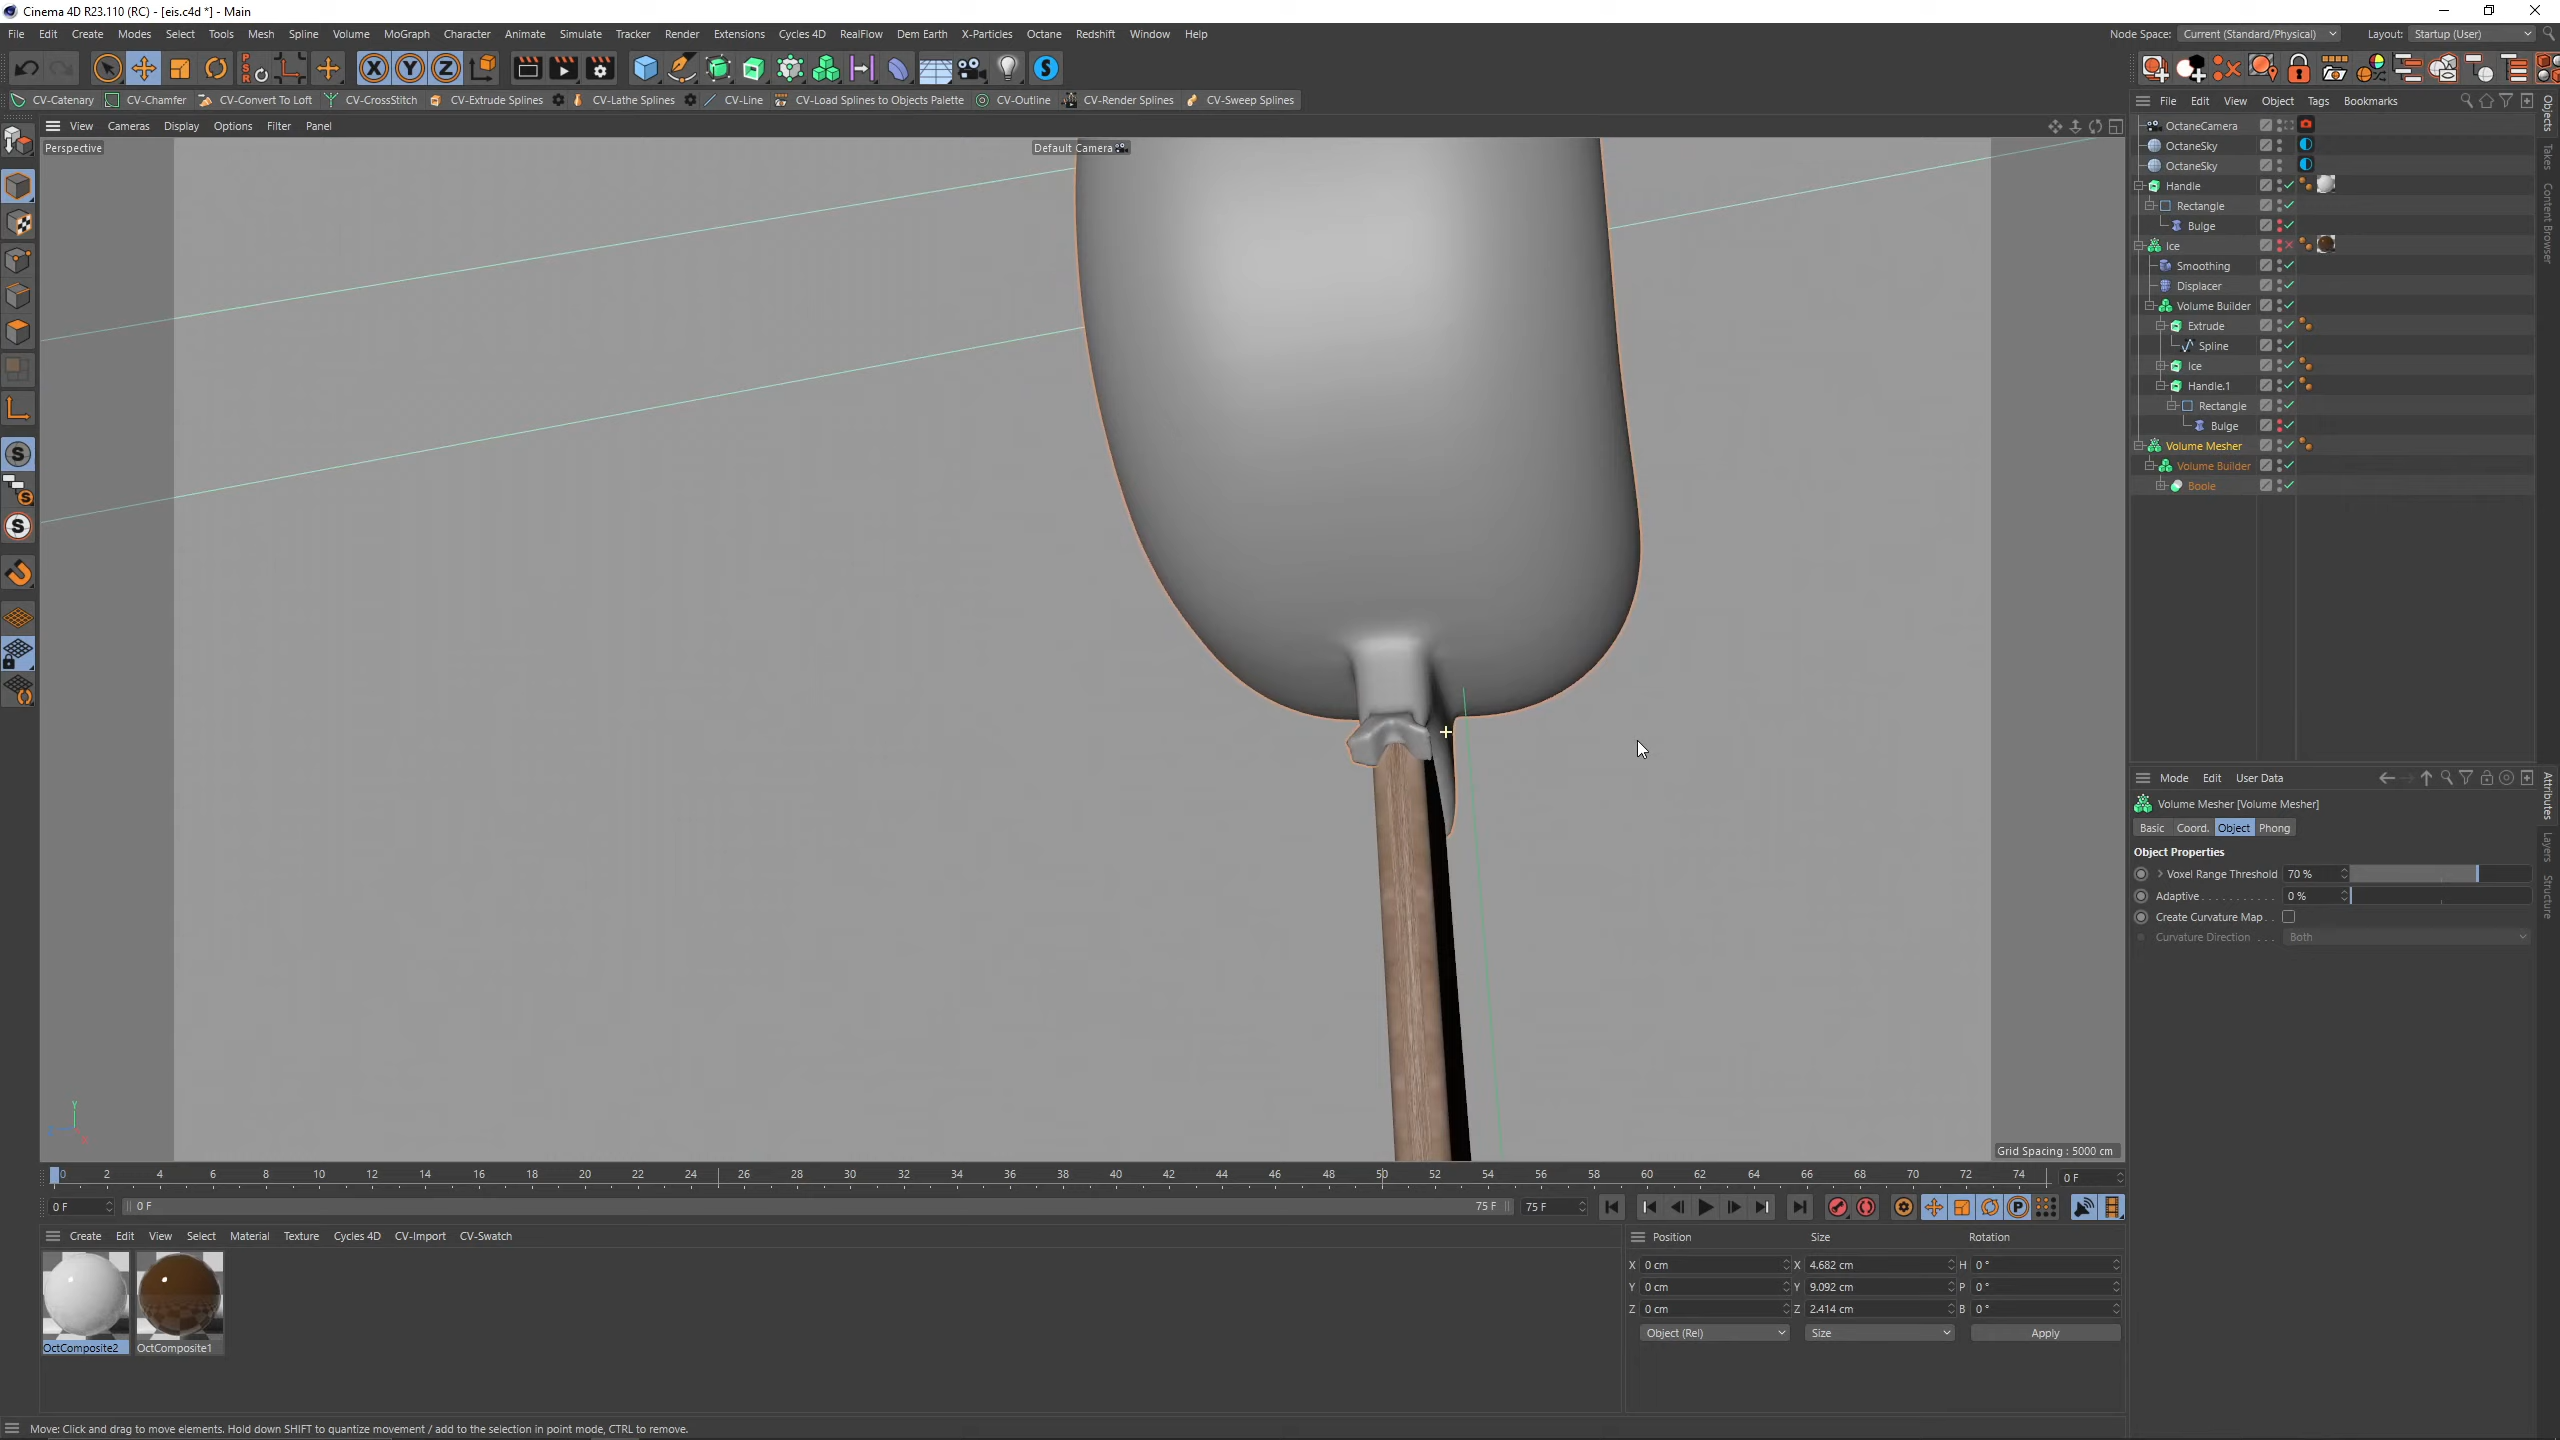 Cinema 4D R23.110 (RC) - [eis.c4d *] - Main
File Edit Create Modes Select Tools Mesh Spline Volume MoGraph Character Animate Simulate Tracker Render Extensions Cycles 4D RealFlow Dem Earth X-Particles Octane Redshift Window Help Node Space: Current (Standard/Physical) Layout: Startup (User)
CV-Catenary CV-Chamfer CV-Convert To Loft CV-CrossStitch CV-Extrude Splines CV-Lathe Splines CV-Line CV-Load Splines to Objects Palette CV-Outline CV-Render Splines CV-Sweep Splines
File Edit View Object Tags Bookmarks
View Cameras Display Options Filter Panel
Perspective
Default Camera
OctaneCamera
OctaneSky
OctaneSky
Handle
Rectangle
Bulge
Ice
Smoothing
Displacer
Volume Builder
Extrude
Spline
Ice
Handle.1
Rectangle
Bulge
Volume Mesher
Volume Builder
Boole
Objects
Takes
Content Browser
Mode Edit User Data
Volume Mesher [Volume Mesher]
Basic Coord. Object Phong
Object Properties
Voxel Range Threshold 70 %
Adaptive . . . . . . . . . . . 0 %
Create Curvature Map . .
Curvature Direction . . . Both
Attributes
Layers
Structure
Y
X
Grid Spacing : 5000 cm
0 2 4 6 8 10 12 14 16 18 20 22 24 26 28 30 32 34 36 38 40 42 44 46 48 50 52 54 56 58 60 62 64 66 68 70 72 74 0 F
0 F 0 F 75 F 75 F
Create Edit View Select Material Texture Cycles 4D CV-Import CV-Swatch
OctComposite2 OctComposite1
Position Size Rotation
X 0 cm X 4.682 cm H 0 °
Y 0 cm Y 9.092 cm P 0 °
Z 0 cm Z 2.414 cm B 0 °
Object (Rel) Size Apply
Move: Click and drag to move elements. Hold down SHIFT to quantize movement / add to the selection in point mode, CTRL to remove.